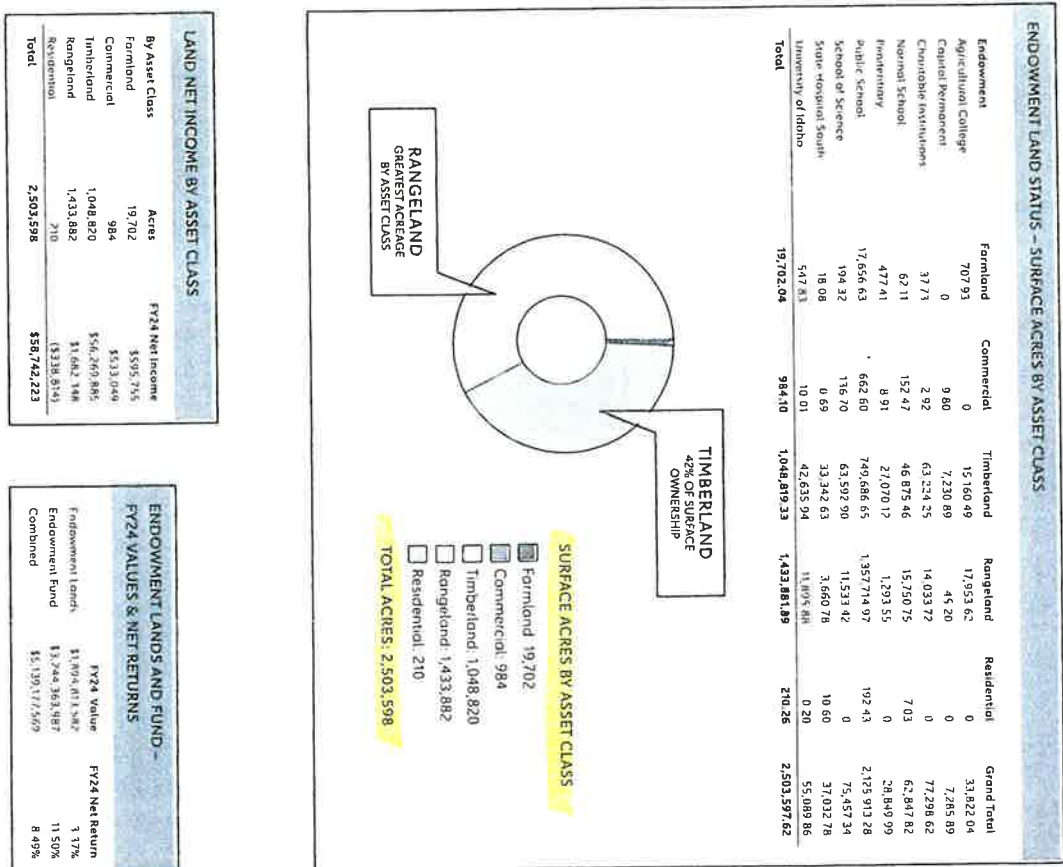 ENDOWMENT LAND STATUS – SURFACE ACRES BY ASSET CLASS
Endowment Farmland Commercial Timberland Rangeland Residential Grand Total
Agricultural College 707 93 0 15 160 49 17,953 62 0 33,822 04
Capital Permanent 0 9 80 7,230 89 45 20 0 7,285 89
Charitable Institutions 37 73 2 92 63 224 25 14,033 72 0 77,298 62
Normal School 62 11 152 47 46 875 46 15,750 75 7 03 62,847 82
Penitentiary 477 41 8 91 27,070 12 1,293 55 0 28,849 99
Public School 17,656 63 662 60 749,686 65 1,357,714 97 192 43 2,125 913 28
School of Science 194 32 136 70 63,592 90 11,533 42 0 75,457 34
State Hospital South 18 08 0 69 33,342 63 3,660 78 10 60 37,032 78
University of Idaho 547 83 10 01 42,635 94 11,895 88 0 20 55,089 86
Total 19,702.04 984.10 1,048,819.33 1,433,881.89 210.26 2,503,597.62
TIMBERLAND
42% OF SURFACE
OWNERSHIP
RANGELAND
GREATEST ACREAGE
BY ASSET CLASS
SURFACE ACRES BY ASSET CLASS
Farmland 19,702
Commercial: 984
Timberland: 1,048,820
Rangeland: 1,433,882
Residential: 210
TOTAL ACRES: 2,503,598
LAND NET INCOME BY ASSET CLASS
By Asset Class Acres FY24 Net Income
Farmland 19,702 $595,755
Commercial 984 $533,049
Timberland 1,048,820 $56,269,885
Rangeland 1,433,882 $1,682 148
Residential 210 ($338,814)
Total 2,503,598 $58,742,223
ENDOWMENT LANDS AND FUND –
FY24 VALUES & NET RETURNS
FY24 Value FY24 Net Return
Endowment Lands $1,894,813,582 3 37%
Endowment Fund $3,244,363,987 11 50%
Combined $5,139,177,569 8 49%